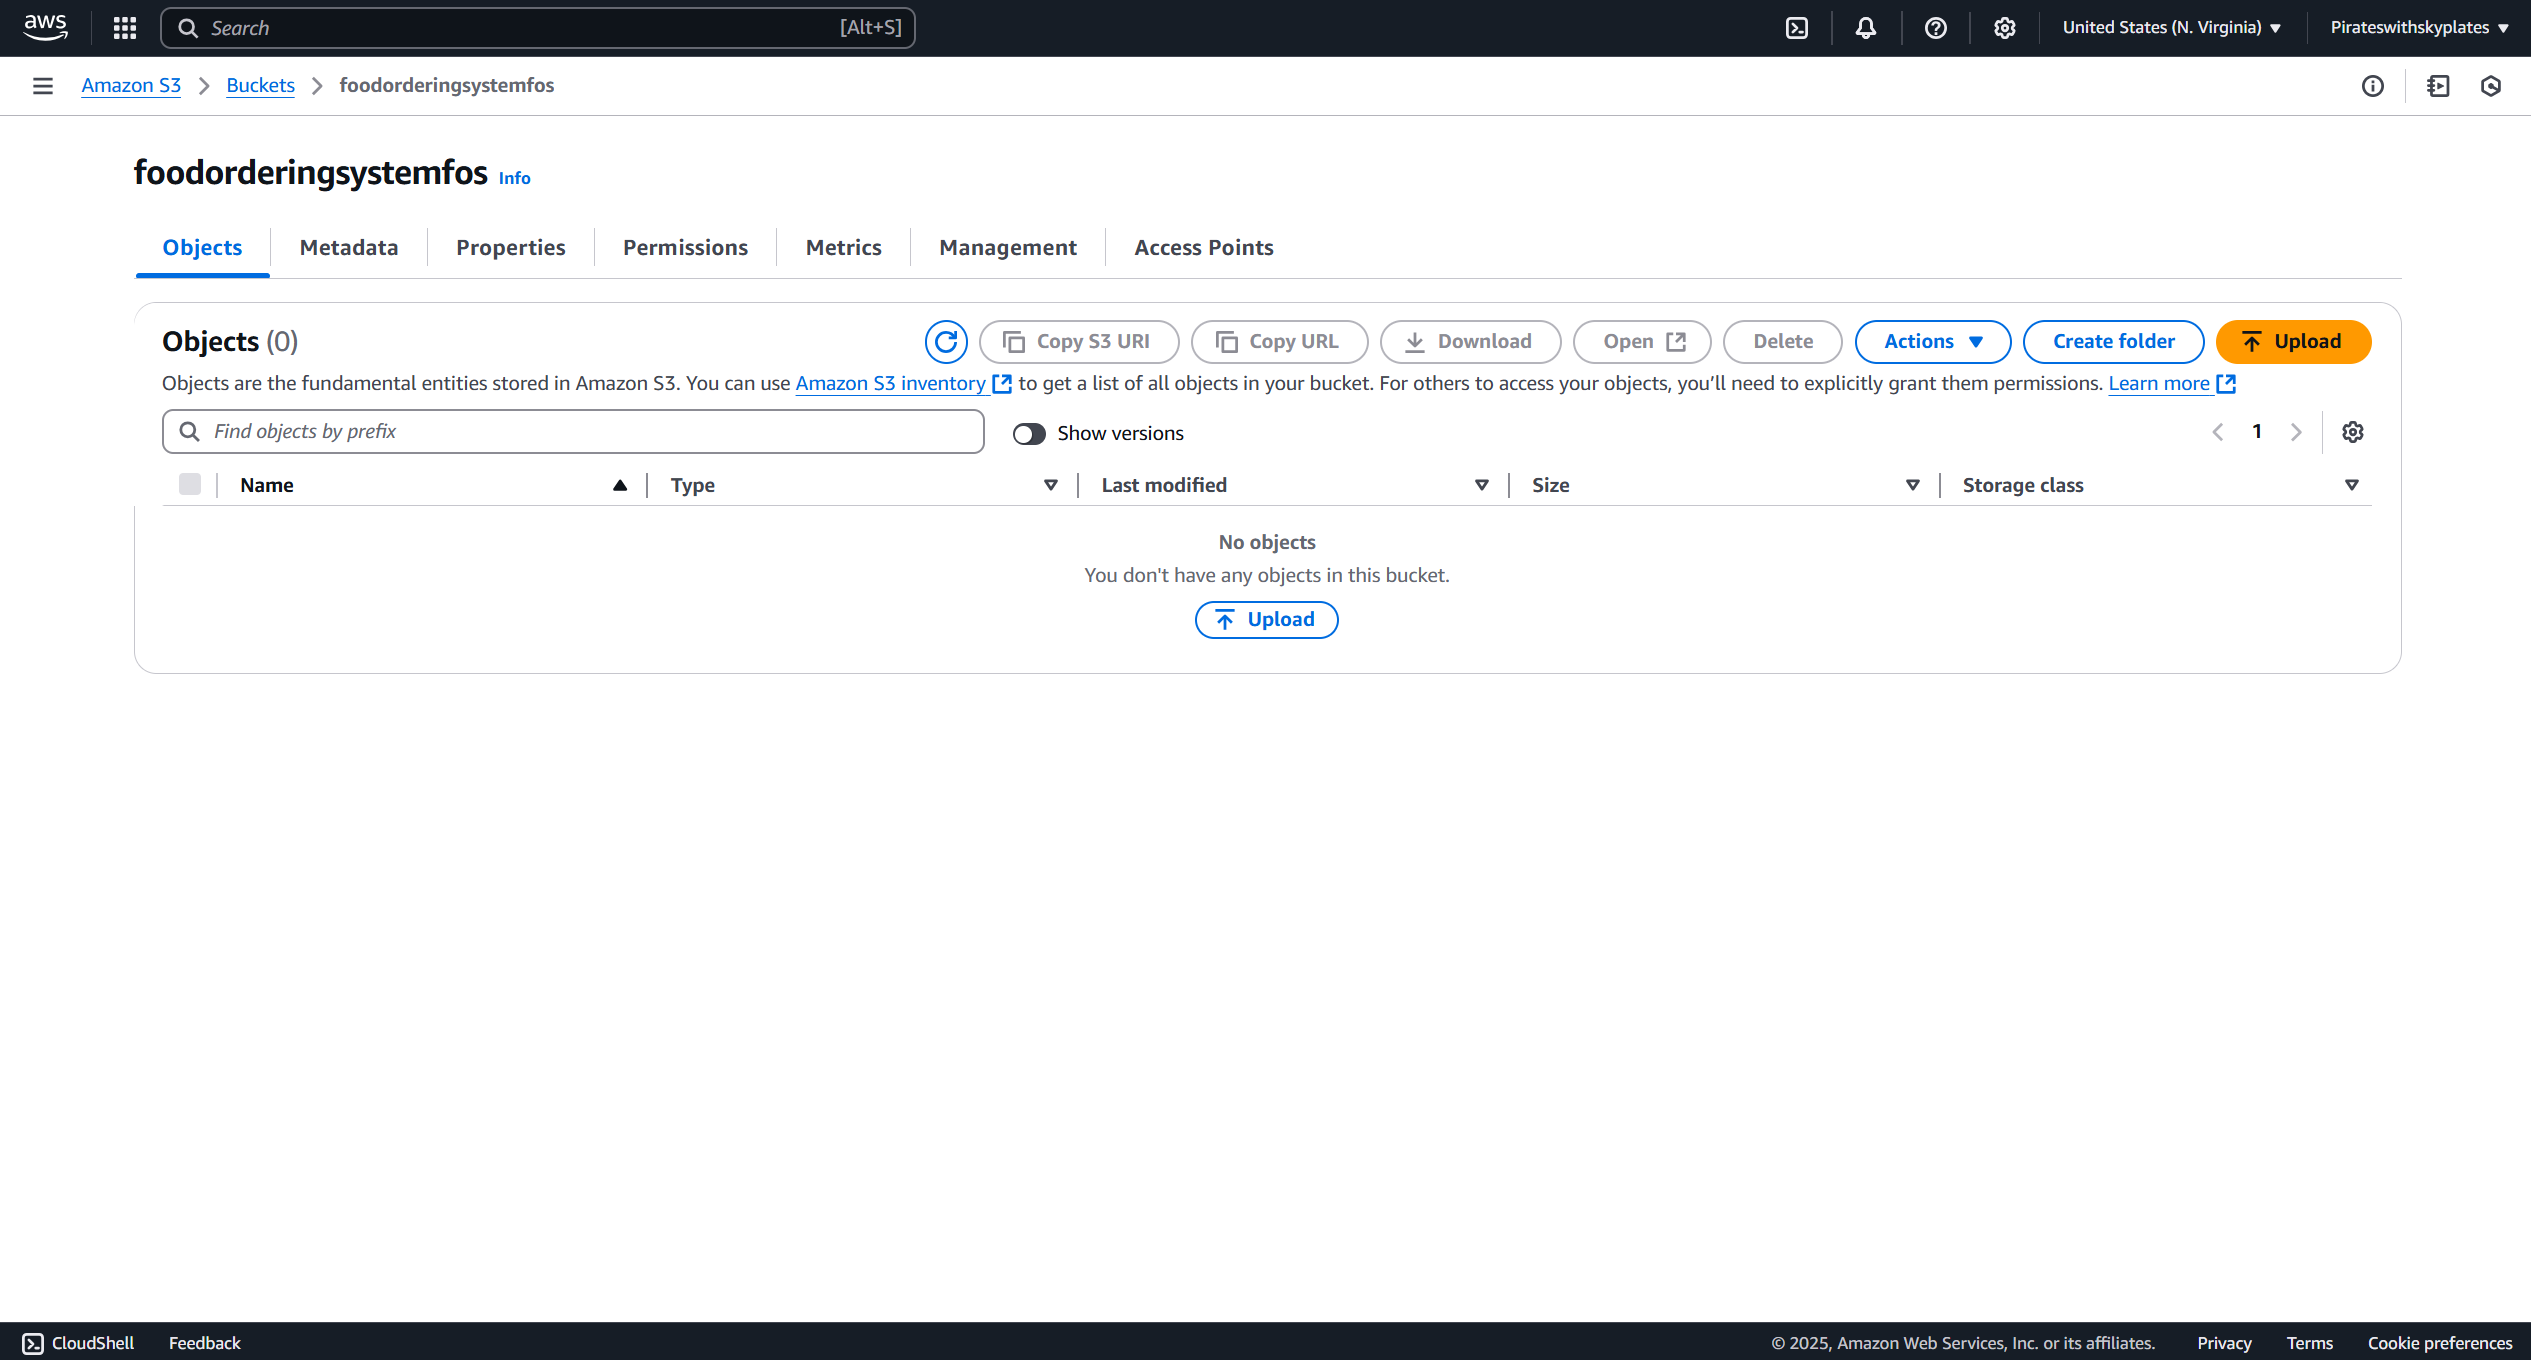 aws Search [Alt+S] United States (N. Virginia) Pirateswithskyplates
Amazon S3 Buckets foodorderingsystemfos
foodorderingsystemfos Info
Objects Metadata Properties Permissions Metrics Management Access Points
Objects (0) Copy S3 URI Copy URL Download Open Delete Actions Create folder Upload
Objects are the fundamental entities stored in Amazon S3. You can use Amazon S3 inventory to get a list of all objects in your bucket. For others to access your objects, you’ll need to explicitly grant them permissions. Learn more
Find objects by prefix Show versions 1
Name Type Last modified Size Storage class
No objects
You don't have any objects in this bucket.
Upload
CloudShell Feedback © 2025, Amazon Web Services, Inc. or its affiliates. Privacy Terms Cookie preferences